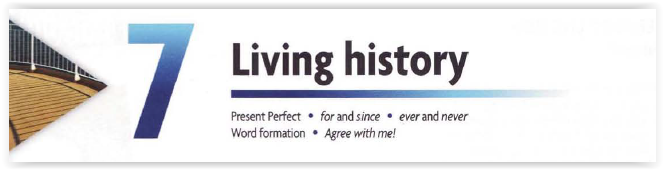 7
Living history
Present Perfect • for and since • ever and never
Word formation • Agree with me!